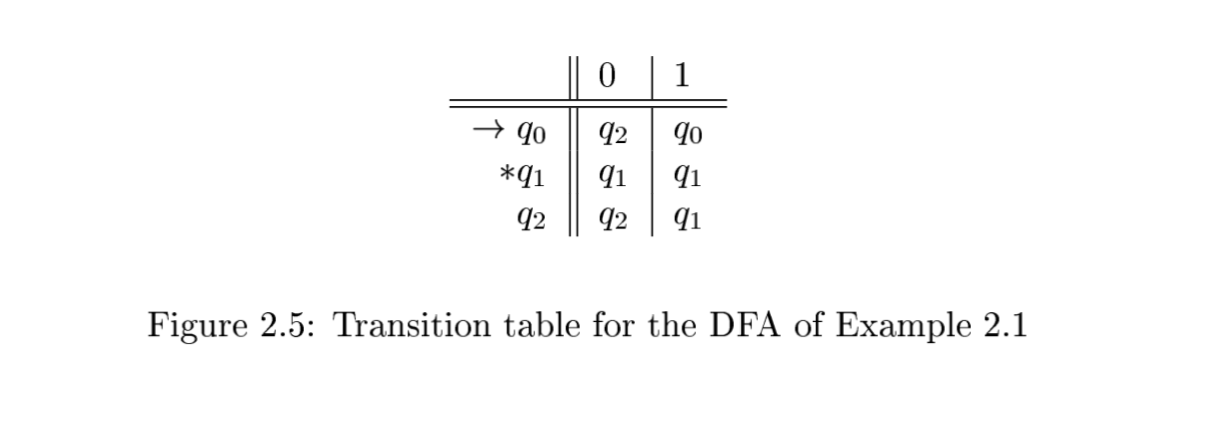 0 1
→ q₀ q₂ q₀
*q₁ q₁ q₁
q₂ q₂ q₁
Figure 2.5: Transition table for the DFA of Example 2.1